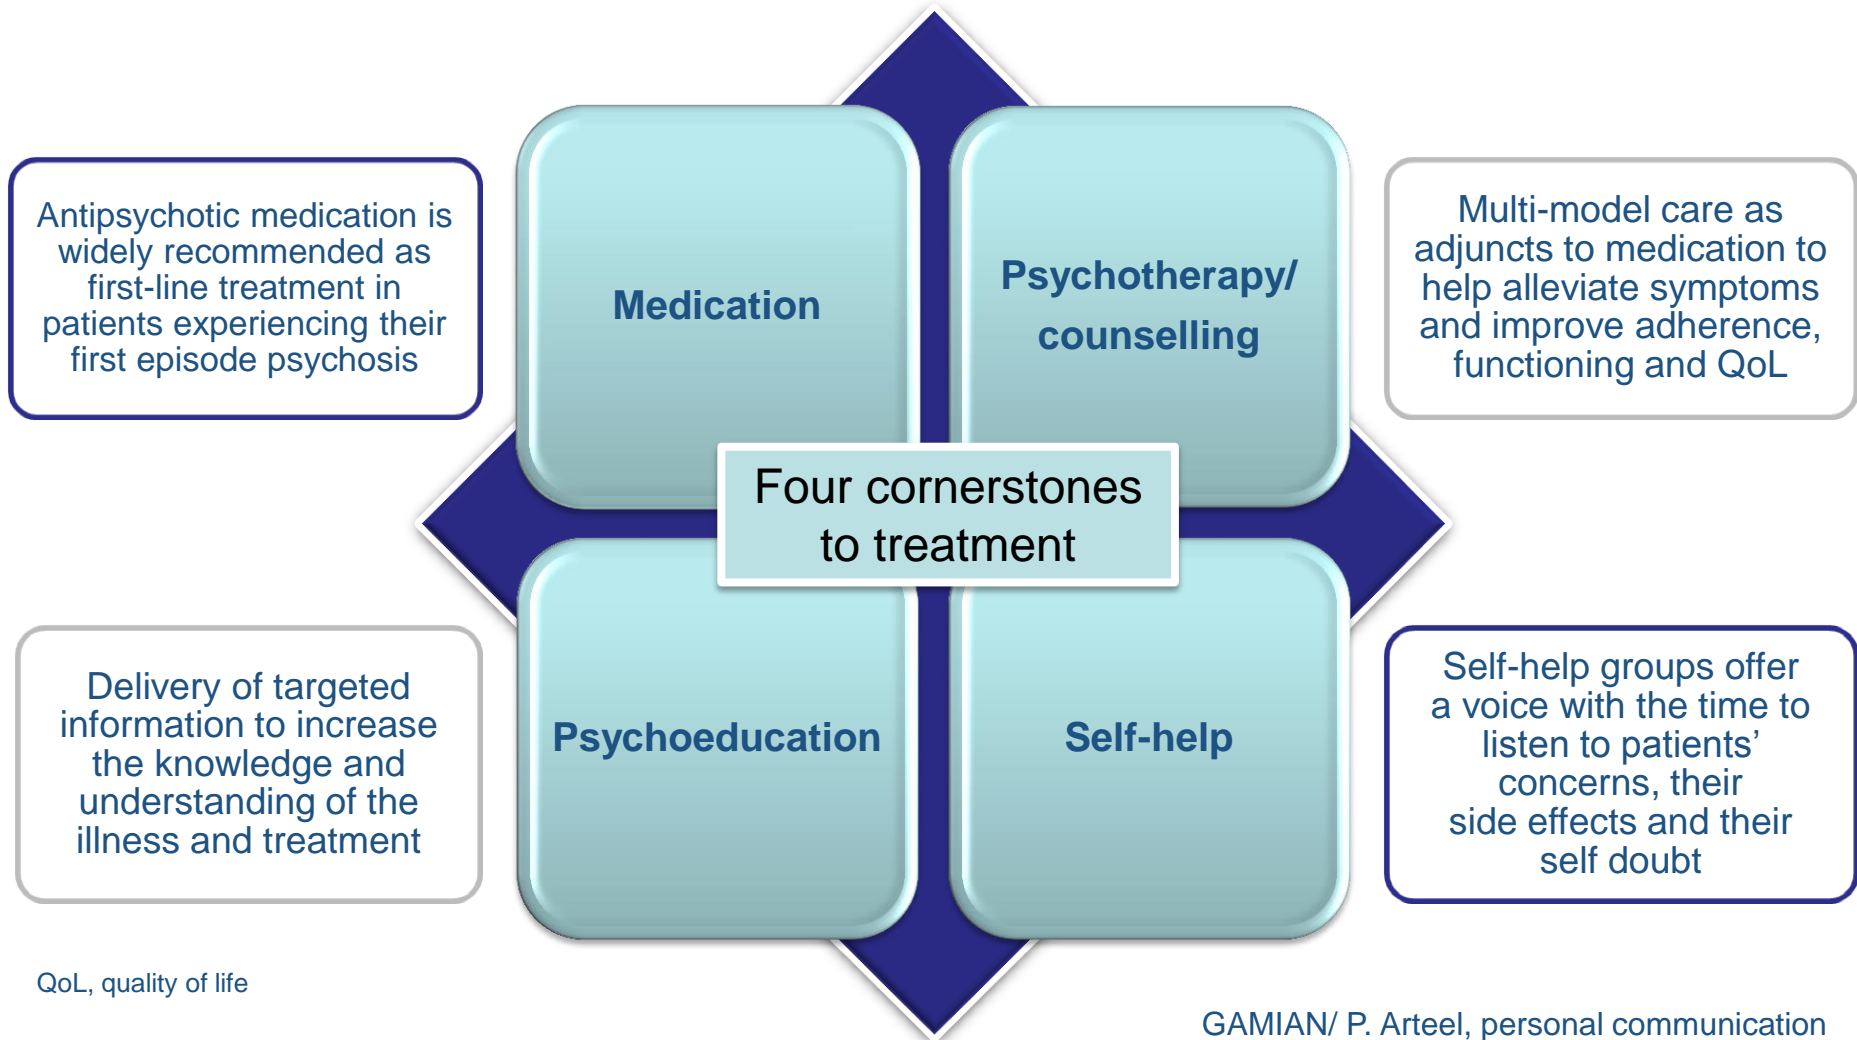 Antipsychotic medication is
widely recommended as
first-line treatment in
patients experiencing their
first episode psychosis
Medication
Psychotherapy/
counselling
Multi-model care as
adjuncts to medication to
help alleviate symptoms
and improve adherence,
functioning and QoL
Four cornerstones
to treatment
Delivery of targeted
information to increase
the knowledge and
understanding of the
illness and treatment
Psychoeducation
Self-help
Self-help groups offer
a voice with the time to
listen to patients’
concerns, their
side effects and their
self doubt
QoL, quality of life
GAMIAN/ P. Arteel, personal communication